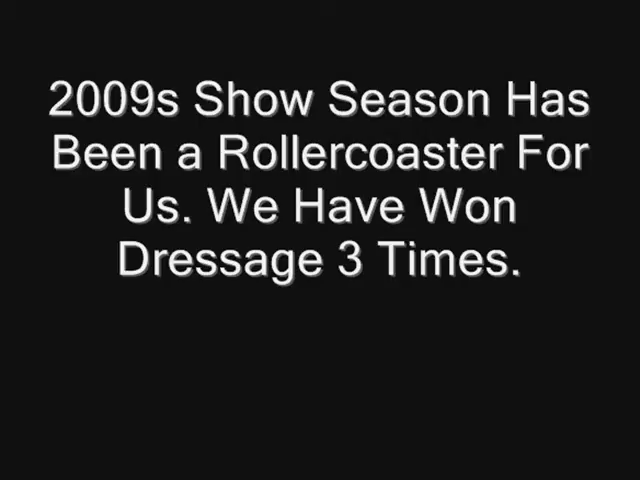 2009s Show Season Has
Been a Rollercoaster For
Us. We Have Won
Dressage 3 Times.